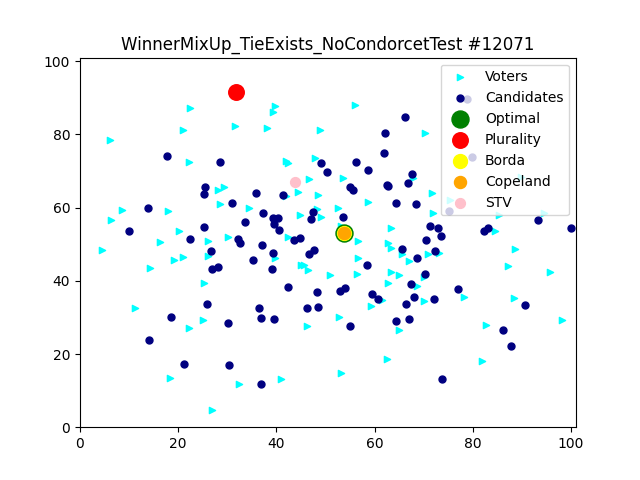 WinnerMixUp_TieExists_NoCondorcetTest #12071
Voters
Candidates
Optimal
Plurality
Borda
Copeland
STV
100
80
60
40
20
0
0 20 40 60 80 100